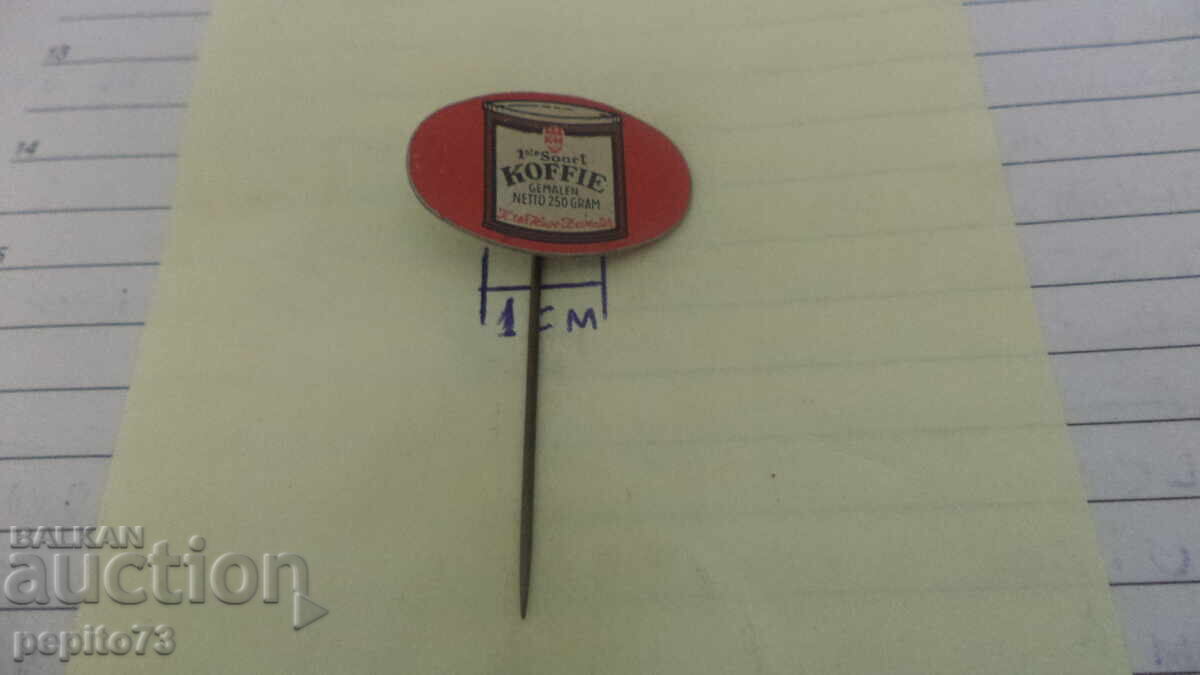 13
14
1ste Soort
KOFFIE
GEMALEN
NETTO 250 GRAM
1 CM
BALKAN
auction
pepito73